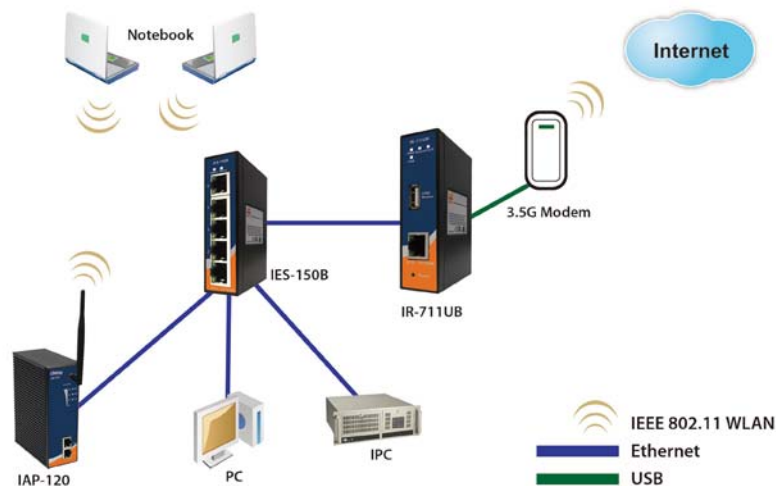 Notebook
Internet
3.5G Modem
IES-150B
IR-711UB
IAP-120
PC
IPC
IEEE 802.11 WLAN
Ethernet
USB